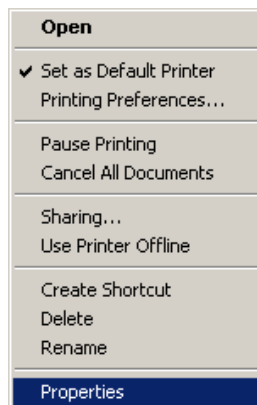 Open
Set as Default Printer
Printing Preferences...
Pause Printing
Cancel All Documents
Sharing...
Use Printer Offline
Create Shortcut
Delete
Rename
Properties